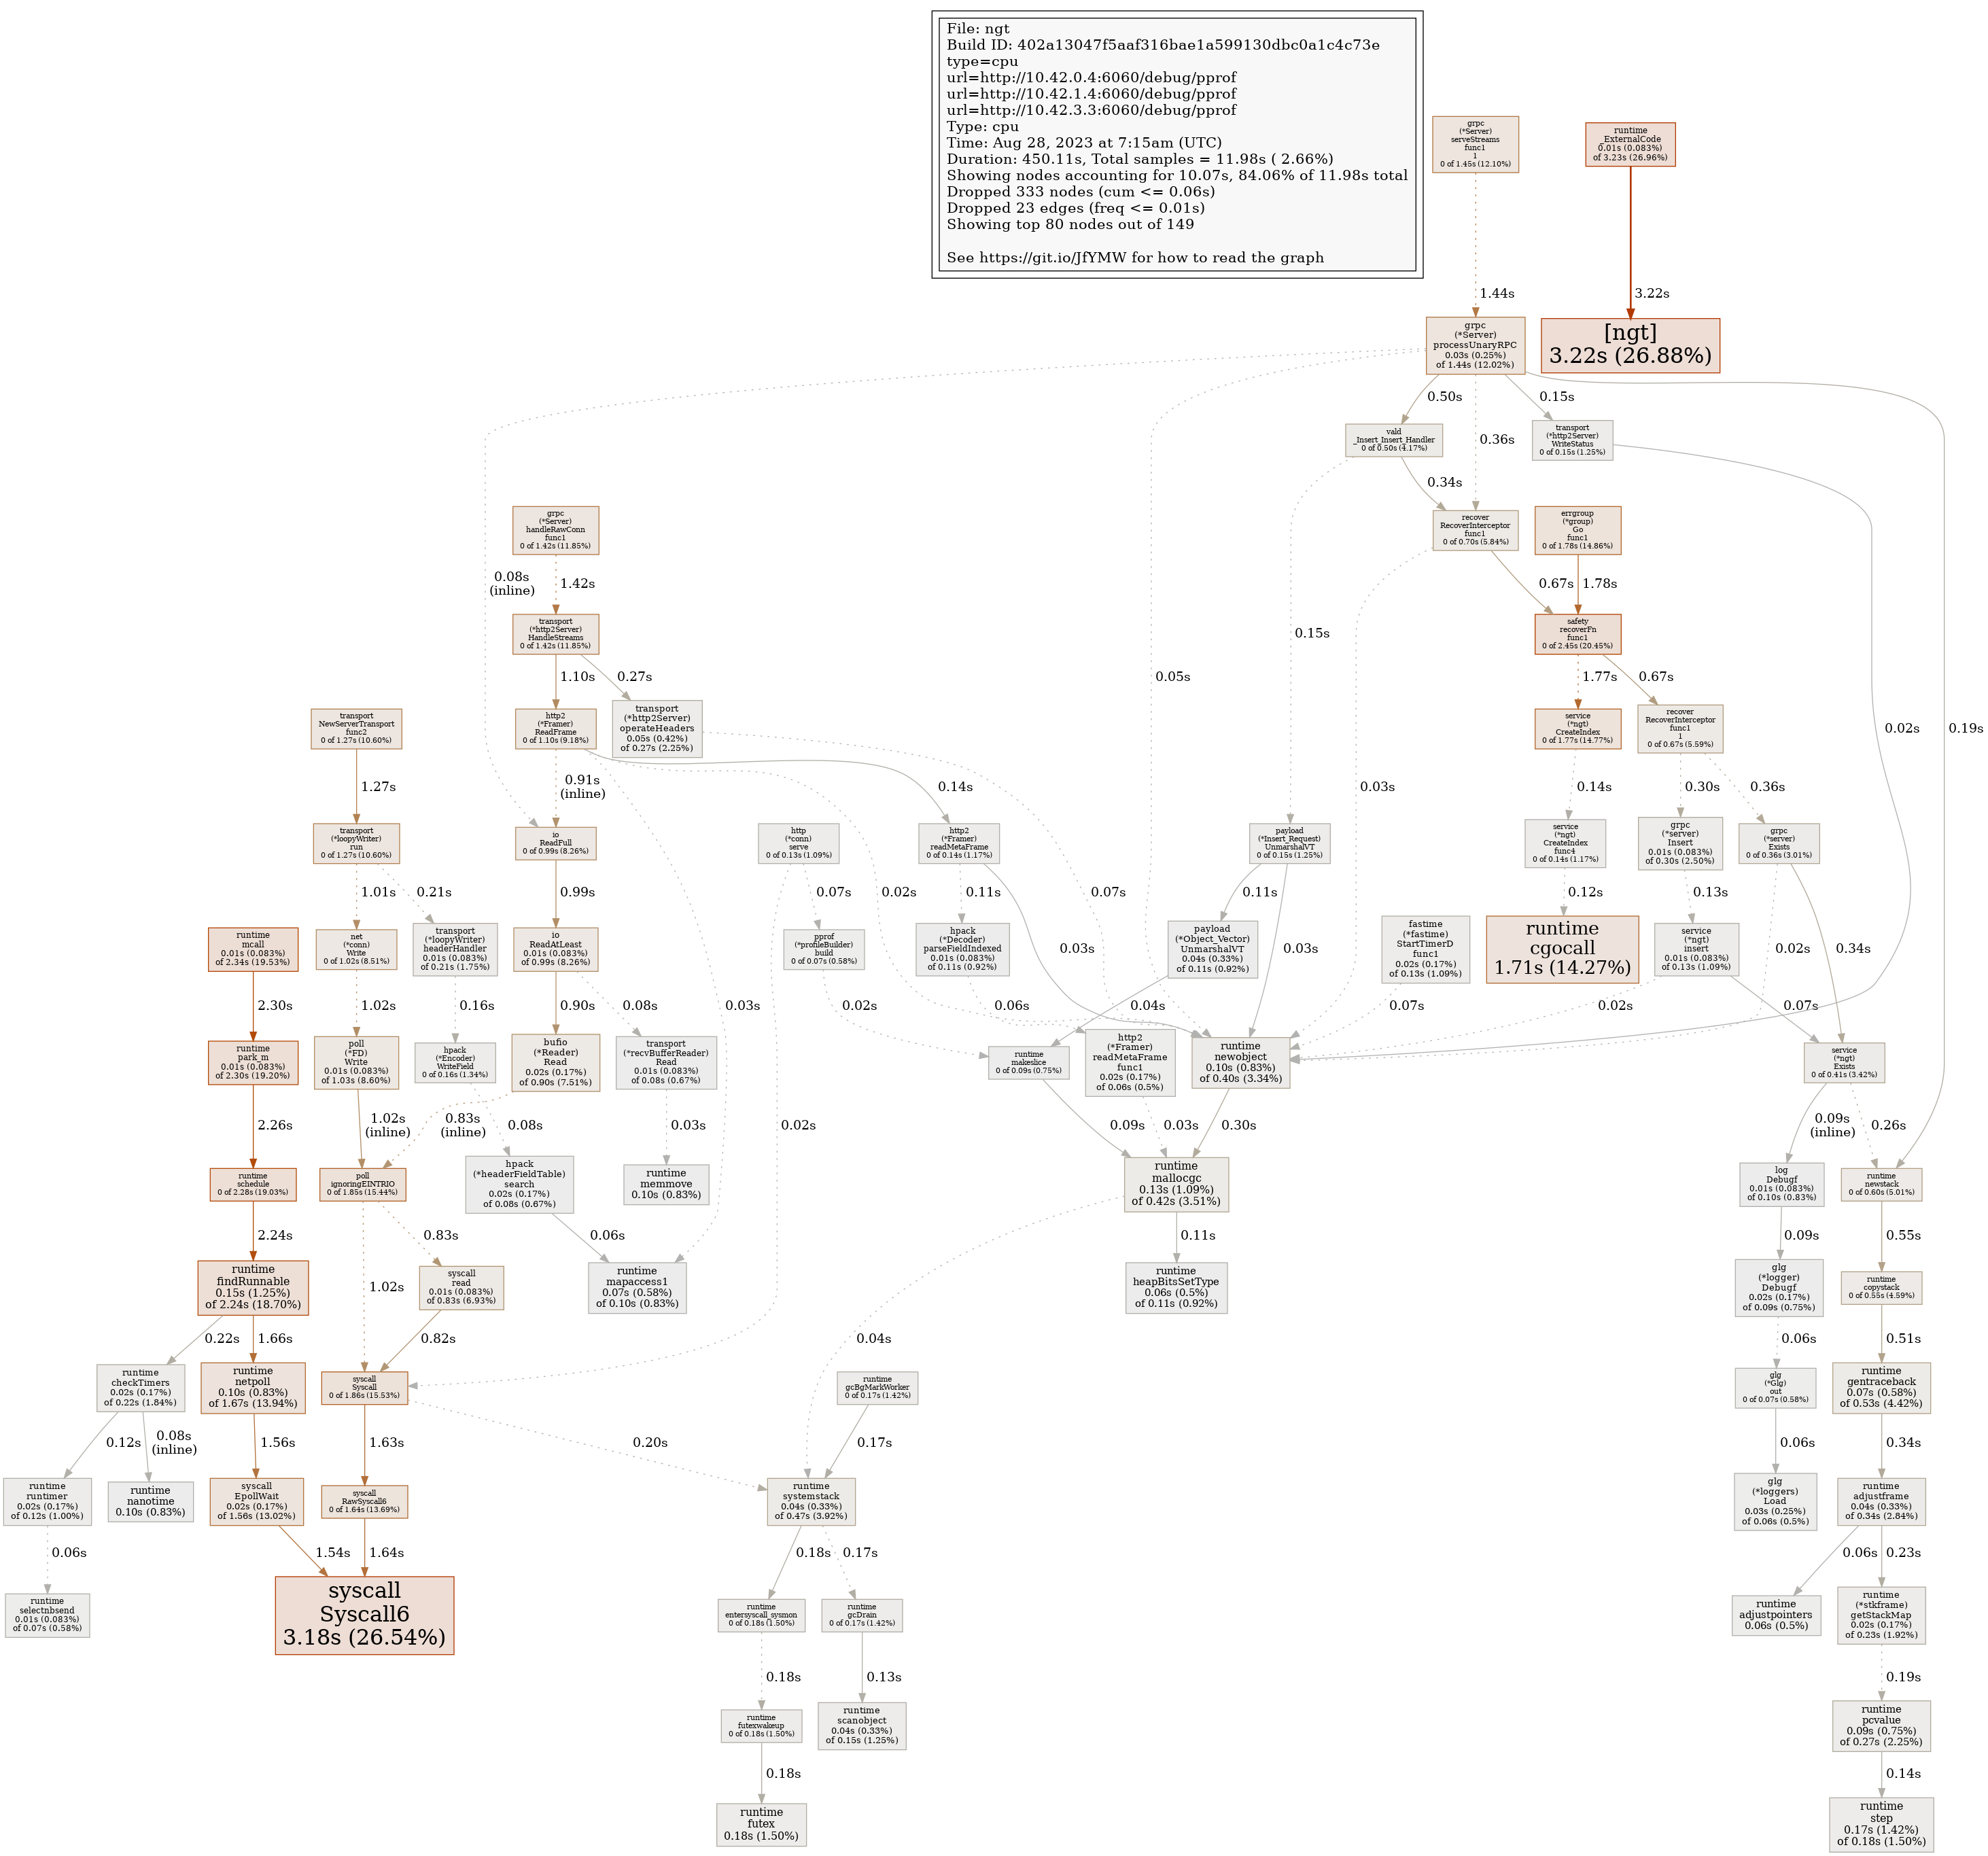 File: ngt
Build ID: 402a13047f5aaf316bae1a599130dbc0a1c4c73e
type=cpu
url=http://10.42.0.4:6060/debug/pprof
url=http://10.42.1.4:6060/debug/pprof
url=http://10.42.3.3:6060/debug/pprof
Type: cpu
Time: Aug 28, 2023 at 7:15am (UTC)
Duration: 450.11s, Total samples = 11.98s ( 2.66%)
Showing nodes accounting for 10.07s, 84.06% of 11.98s total
Dropped 333 nodes (cum <= 0.06s)
Dropped 23 edges (freq <= 0.01s)
Showing top 80 nodes out of 149
See https://git.io/JfYMW for how to read the graph
grpc
(*Server)
serveStreams
func1
1
0 of 1.45s (12.10%)
runtime
_ExternalCode
0.01s (0.083%)
of 3.23s (26.96%)
1.44s
3.22s
grpc
(*Server)
processUnaryRPC
0.03s (0.25%)
of 1.44s (12.02%)
[ngt]
3.22s (26.88%)
0.50s
0.15s
vald
_Insert_Insert_Handler
0 of 0.50s (4.17%)
0.36s
transport
(*http2Server)
WriteStatus
0 of 0.15s (1.25%)
0.34s
grpc
(*Server)
handleRawConn
func1
0 of 1.42s (11.85%)
recover
RecoverInterceptor
func1
0 of 0.70s (5.84%)
errgroup
(*group)
Go
func1
0 of 1.78s (14.86%)
0.08s
(inline)
1.42s
0.67s
1.78s
transport
(*http2Server)
HandleStreams
0 of 1.42s (11.85%)
0.15s
safety
recoverFn
func1
0 of 2.45s (20.45%)
1.10s
0.27s
0.05s
1.77s
0.67s
transport
NewServerTransport
func2
0 of 1.27s (10.60%)
http2
(*Framer)
ReadFrame
0 of 1.10s (9.18%)
transport
(*http2Server)
operateHeaders
0.05s (0.42%)
of 0.27s (2.25%)
service
(*ngt)
CreateIndex
0 of 1.77s (14.77%)
recover
RecoverInterceptor
func1
1
0 of 0.67s (5.59%)
0.02s
0.19s
1.27s
0.91s
(inline)
0.14s
0.03s
0.14s
0.30s
0.36s
transport
(*loopyWriter)
run
0 of 1.27s (10.60%)
io
ReadFull
0 of 0.99s (8.26%)
http
(*conn)
serve
0 of 0.13s (1.09%)
http2
(*Framer)
readMetaFrame
0 of 0.14s (1.17%)
payload
(*Insert_Request)
UnmarshalVT
0 of 0.15s (1.25%)
service
(*ngt)
CreateIndex
func4
0 of 0.14s (1.17%)
grpc
(*server)
Insert
0.01s (0.083%)
of 0.30s (2.50%)
grpc
(*server)
Exists
0 of 0.36s (3.01%)
1.01s
0.21s
0.99s
0.07s
0.02s
0.11s
0.07s
0.11s
0.12s
0.13s
runtime
mcall
0.01s (0.083%)
of 2.34s (19.53%)
net
(*conn)
Write
0 of 1.02s (8.51%)
transport
(*loopyWriter)
headerHandler
0.01s (0.083%)
of 0.21s (1.75%)
io
ReadAtLeast
0.01s (0.083%)
of 0.99s (8.26%)
pprof
(*profileBuilder)
build
0 of 0.07s (0.58%)
hpack
(*Decoder)
parseFieldIndexed
0.01s (0.083%)
of 0.11s (0.92%)
0.03s
payload
(*Object_Vector)
UnmarshalVT
0.04s (0.33%)
of 0.11s (0.92%)
0.03s
fastime
(*fastime)
StartTimerD
func1
0.02s (0.17%)
of 0.13s (1.09%)
runtime
cgocall
1.71s (14.27%)
service
(*ngt)
insert
0.01s (0.083%)
of 0.13s (1.09%)
0.02s
0.34s
2.30s
1.02s
0.16s
0.90s
0.08s
0.03s
0.02s
0.06s
0.04s
0.07s
0.02s
0.07s
runtime
park_m
0.01s (0.083%)
of 2.30s (19.20%)
poll
(*FD)
Write
0.01s (0.083%)
of 1.03s (8.60%)
hpack
(*Encoder)
WriteField
0 of 0.16s (1.34%)
bufio
(*Reader)
Read
0.02s (0.17%)
of 0.90s (7.51%)
transport
(*recvBufferReader)
Read
0.01s (0.083%)
of 0.08s (0.67%)
runtime
makeslice
0 of 0.09s (0.75%)
http2
(*Framer)
readMetaFrame
func1
0.02s (0.17%)
of 0.06s (0.5%)
runtime
newobject
0.10s (0.83%)
of 0.40s (3.34%)
service
(*ngt)
Exists
0 of 0.41s (3.42%)
2.26s
1.02s
(inline)
0.83s
(inline)
0.08s
0.03s
0.02s
0.09s
0.03s
0.30s
0.09s
(inline)
0.26s
runtime
schedule
0 of 2.28s (19.03%)
poll
ignoringEINTRIO
0 of 1.85s (15.44%)
hpack
(*headerFieldTable)
search
0.02s (0.17%)
of 0.08s (0.67%)
runtime
memmove
0.10s (0.83%)
runtime
mallocgc
0.13s (1.09%)
of 0.42s (3.51%)
log
Debugf
0.01s (0.083%)
of 0.10s (0.83%)
runtime
newstack
0 of 0.60s (5.01%)
2.24s
0.83s
0.06s
0.11s
0.09s
0.55s
runtime
findRunnable
0.15s (1.25%)
of 2.24s (18.70%)
1.02s
syscall
read
0.01s (0.083%)
of 0.83s (6.93%)
runtime
mapaccess1
0.07s (0.58%)
of 0.10s (0.83%)
runtime
heapBitsSetType
0.06s (0.5%)
of 0.11s (0.92%)
glg
(*logger)
Debugf
0.02s (0.17%)
of 0.09s (0.75%)
runtime
copystack
0 of 0.55s (4.59%)
0.22s
1.66s
0.82s
0.04s
0.06s
0.51s
runtime
checkTimers
0.02s (0.17%)
of 0.22s (1.84%)
runtime
netpoll
0.10s (0.83%)
of 1.67s (13.94%)
syscall
Syscall
0 of 1.86s (15.53%)
runtime
gcBgMarkWorker
0 of 0.17s (1.42%)
glg
(*Glg)
out
0 of 0.07s (0.58%)
runtime
gentraceback
0.07s (0.58%)
of 0.53s (4.42%)
0.12s
0.08s
(inline)
1.56s
1.63s
0.20s
0.17s
0.06s
0.34s
runtime
runtimer
0.02s (0.17%)
of 0.12s (1.00%)
runtime
nanotime
0.10s (0.83%)
syscall
EpollWait
0.02s (0.17%)
of 1.56s (13.02%)
syscall
RawSyscall6
0 of 1.64s (13.69%)
runtime
systemstack
0.04s (0.33%)
of 0.47s (3.92%)
glg
(*loggers)
Load
0.03s (0.25%)
of 0.06s (0.5%)
runtime
adjustframe
0.04s (0.33%)
of 0.34s (2.84%)
0.06s
1.54s
1.64s
0.18s
0.17s
0.06s
0.23s
runtime
selectnbsend
0.01s (0.083%)
of 0.07s (0.58%)
syscall
Syscall6
3.18s (26.54%)
runtime
entersyscall_sysmon
0 of 0.18s (1.50%)
runtime
gcDrain
0 of 0.17s (1.42%)
runtime
adjustpointers
0.06s (0.5%)
runtime
(*stkframe)
getStackMap
0.02s (0.17%)
of 0.23s (1.92%)
0.18s
0.13s
0.19s
runtime
futexwakeup
0 of 0.18s (1.50%)
runtime
scanobject
0.04s (0.33%)
of 0.15s (1.25%)
runtime
pcvalue
0.09s (0.75%)
of 0.27s (2.25%)
0.18s
0.14s
runtime
futex
0.18s (1.50%)
runtime
step
0.17s (1.42%)
of 0.18s (1.50%)